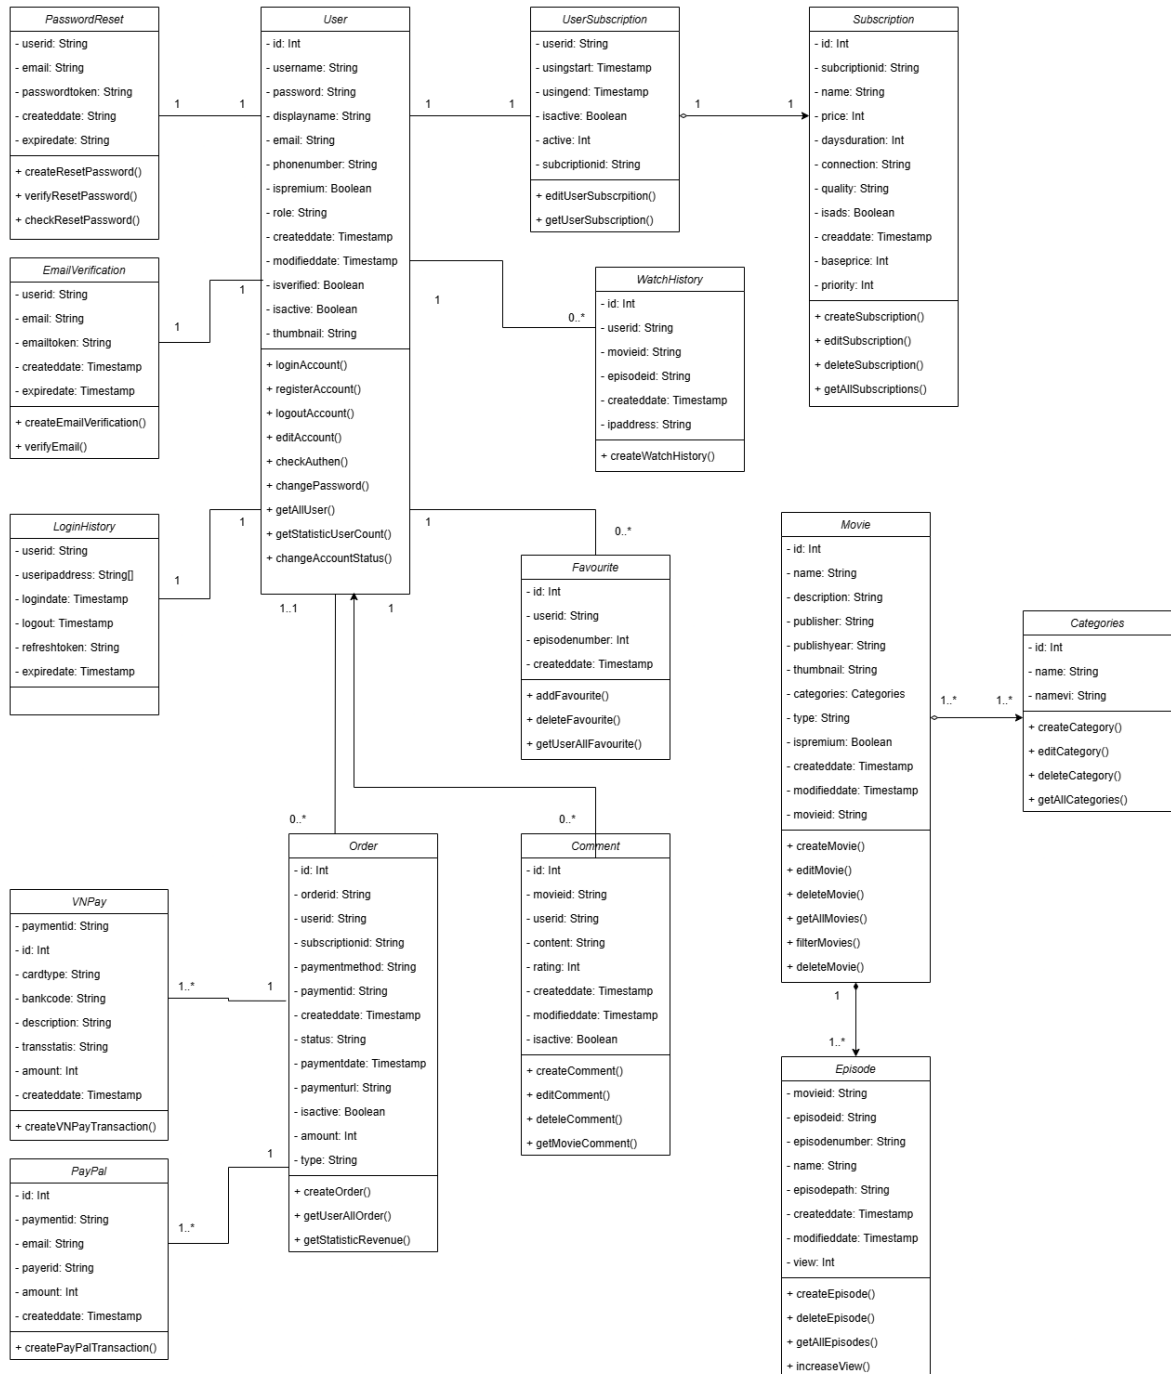 PasswordReset
- userid: String
- email: String
- passwordtoken: String
- createddate: String
- expiredate: String
+ createResetPassword()
+ verifyResetPassword()
+ checkResetPassword()
1
1
User
- id: Int
- username: String
- password: String
- displayname: String
- email: String
- phonenumber: String
- ispremium: Boolean
- role: String
- createddate: Timestamp
- modifieddate: Timestamp
- isverified: Boolean
- isactive: Boolean
- thumbnail: String
+ loginAccount()
+ registerAccount()
+ logoutAccount()
+ editAccount()
+ checkAuthen()
+ changePassword()
+ getAllUser()
+ getStatisticUserCount()
+ changeAccountStatus()
1
1
UserSubscription
- userid: String
- usingstart: Timestamp
- usingend: Timestamp
- isactive: Boolean
- active: Int
- subcriptionid: String
+ editUserSubscrpition()
+ getUserSubscription()
1
1
Subscription
- id: Int
- subcriptionid: String
- name: String
- price: Int
- daysduration: Int
- connection: String
- quality: String
- isads: Boolean
- creaddate: Timestamp
- baseprice: Int
- priority: Int
+ createSubscription()
+ editSubscription()
+ deleteSubscription()
+ getAllSubscriptions()
EmailVerification
- userid: String
- email: String
- emailtoken: String
- createddate: Timestamp
- expiredate: Timestamp
+ createEmailVerification()
+ verifyEmail()
1
1
1
0..*
WatchHistory
- id: Int
- userid: String
- movieid: String
- episodeid: String
- createddate: Timestamp
- ipaddress: String
+ createWatchHistory()
LoginHistory
- userid: String
- useripaddress: String[]
- logindate: Timestamp
- logout: Timestamp
- refreshtoken: String
- expiredate: Timestamp
1
1
1
0..*
Favourite
- id: Int
- userid: String
- episodenumber: Int
- createddate: Timestamp
+ addFavourite()
+ deleteFavourite()
+ getUserAllFavourite()
Movie
- id: Int
- name: String
- description: String
- publisher: String
- publishyear: String
- thumbnail: String
- categories: Categories
- type: String
- ispremium: Boolean
- createddate: Timestamp
- modifieddate: Timestamp
- movieid: String
+ createMovie()
+ editMovie()
+ deleteMovie()
+ getAllMovies()
+ filterMovies()
+ deleteMovie()
1..*
1..*
Categories
- id: Int
- name: String
- namevi: String
+ createCategory()
+ editCategory()
+ deleteCategory()
+ getAllCategories()
1..1
1
0..*
0..*
Order
- id: Int
- orderid: String
- userid: String
- subscriptionid: String
- paymentmethod: String
- paymentid: String
- createddate: Timestamp
- status: String
- paymentdate: Timestamp
- paymenturl: String
- isactive: Boolean
- amount: Int
- type: String
+ createOrder()
+ getUserAllOrder()
+ getStatisticRevenue()
Comment
- id: Int
- movieid: String
- userid: String
- content: String
- rating: Int
- createddate: Timestamp
- modifieddate: Timestamp
- isactive: Boolean
+ createComment()
+ editComment()
+ deteleComment()
+ getMovieComment()
VNPay
- paymentid: String
- id: Int
- cardtype: String
- bankcode: String
- description: String
- transstatis: String
- amount: Int
- createddate: Timestamp
+ createVNPayTransaction()
1..*
1
PayPal
- id: Int
- paymentid: String
- email: String
- payerid: String
- amount: Int
- createddate: Timestamp
+ createPayPalTransaction()
1..*
1
1
1..*
Episode
- movieid: String
- episodeid: String
- episodenumber: String
- name: String
- episodepath: String
- createddate: Timestamp
- modifieddate: Timestamp
- view: Int
+ createEpisode()
+ deleteEpisode()
+ getAllEpisodes()
+ increaseView()